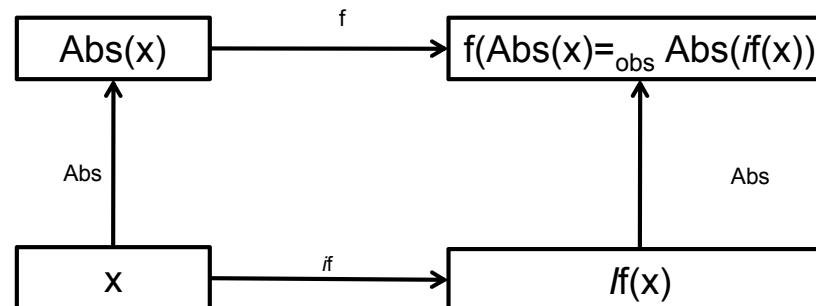 f
Abs(x)
f(Abs(x)=obs Abs(if(x))
Abs
Abs
if
x
If(x)